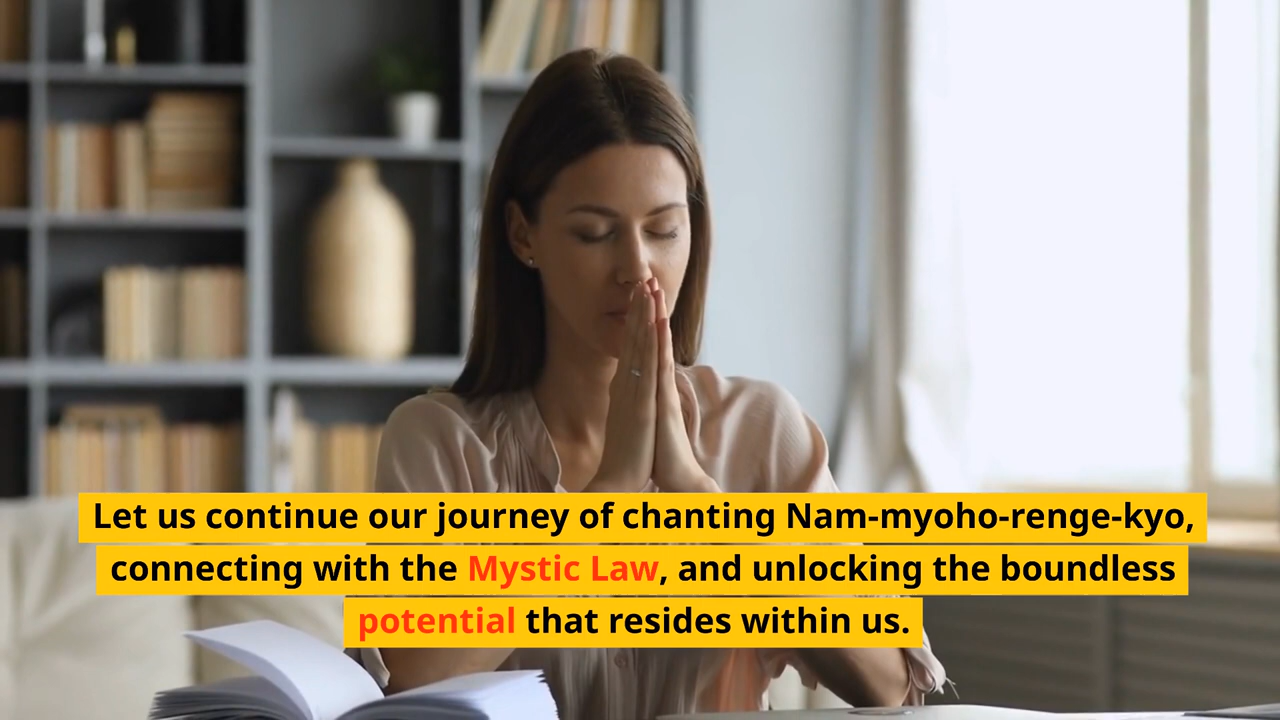 Let us continue our journey of chanting Nam-myoho-renge-kyo,
connecting with the Mystic Law, and unlocking the boundless
potential that resides within us.